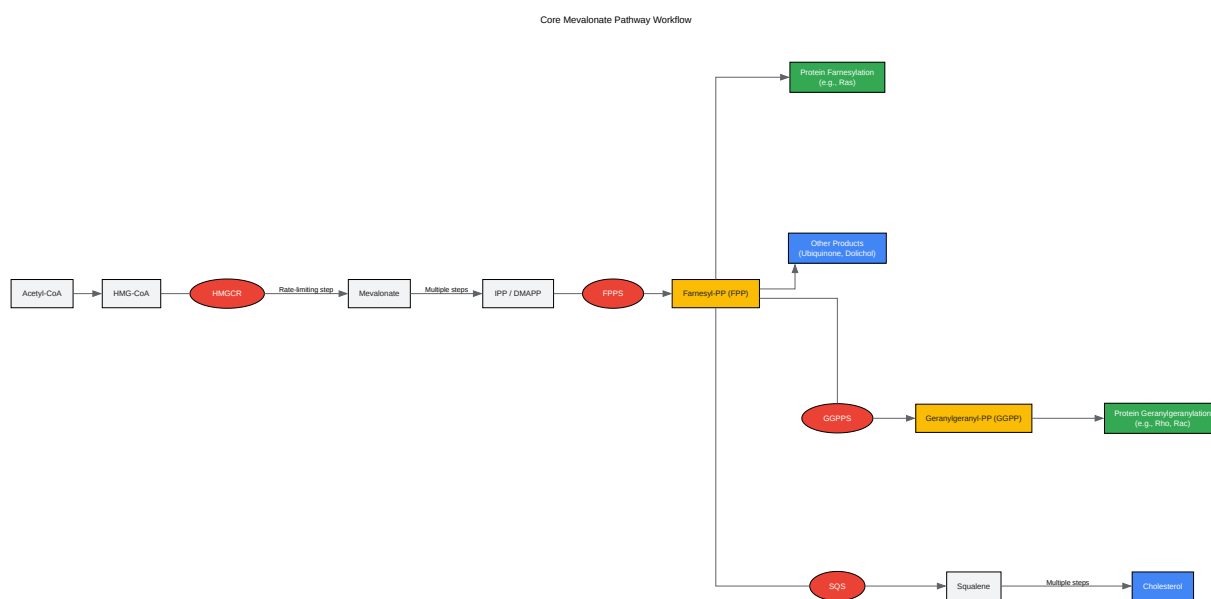 Core Mevalonate Pathway Workflow
Protein Farnesylation
(e.g., Ras)
Other Products
(Ubiquinone, Dolichol)
Acetyl-CoA
HMG-CoA
HMGCR
Rate-limiting step
Mevalonate
Multiple steps
IPP / DMAPP
FPPS
Farnesyl-PP (FPP)
GGPPS
Geranylgeranyl-PP (GGPP)
Protein Geranylgeranylation
(e.g., Rho, Rac)
SQS
Squalene
Multiple steps
Cholesterol